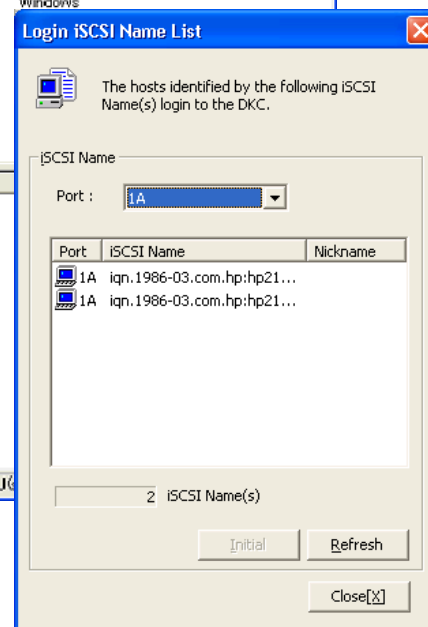 Windows
Login iSCSI Name List
The hosts identified by the following iSCSI
Name(s) login to the DKC.
iSCSI Name
Port :
1A
Port iSCSI Name Nickname
1A iqn.1986-03.com.hp:hp21...
1A iqn.1986-03.com.hp:hp21...
2 iSCSI Name(s)
Initial Refresh
Close[X]